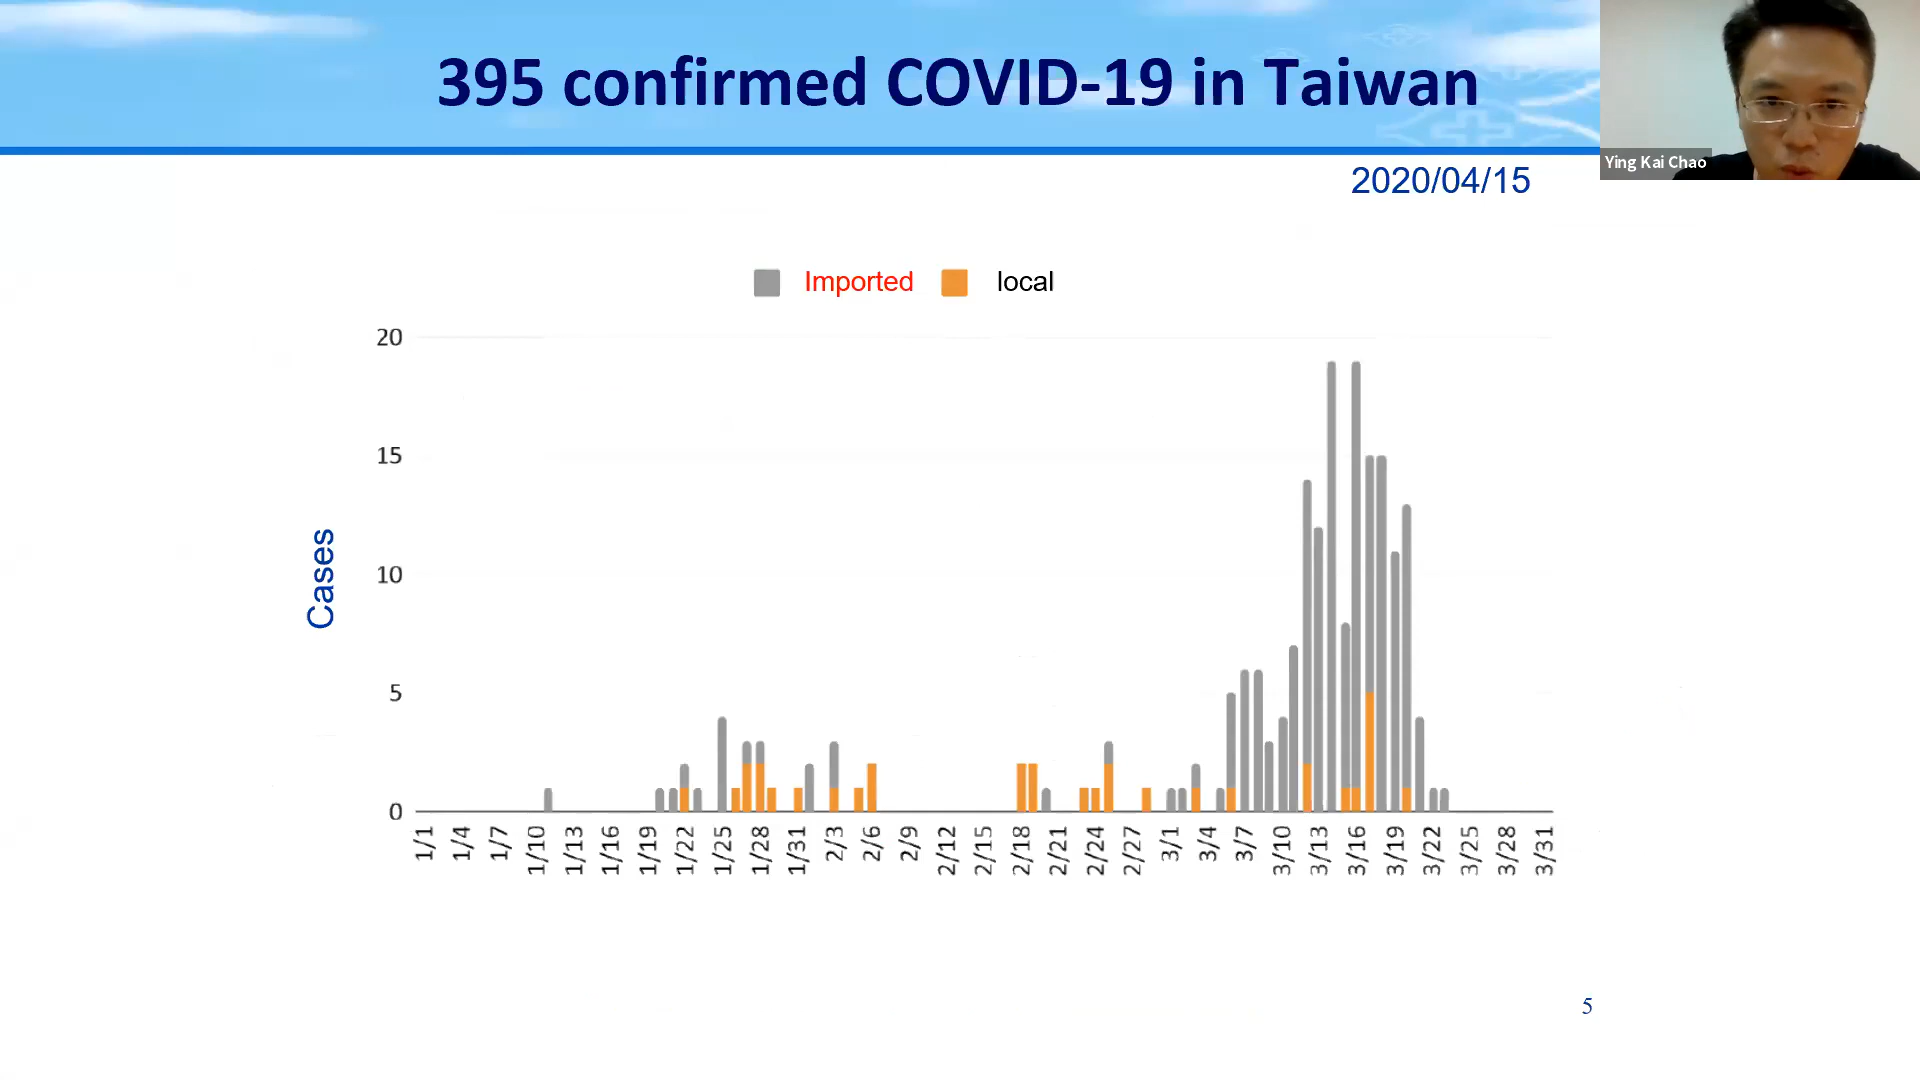 395 confirmed COVID-19 in Taiwan
Ying Kai Chao
2020/04/15
Imported local
20
15
10
5
0
Cases
1/1 1/4 1/7 1/10 1/13 1/16 1/19 1/22 1/25 1/28 1/31 2/3 2/6 2/9 2/12 2/15 2/18 2/21 2/24 2/27 3/1 3/4 3/7 3/10 3/13 3/16 3/19 3/22 3/25 3/28 3/31
5